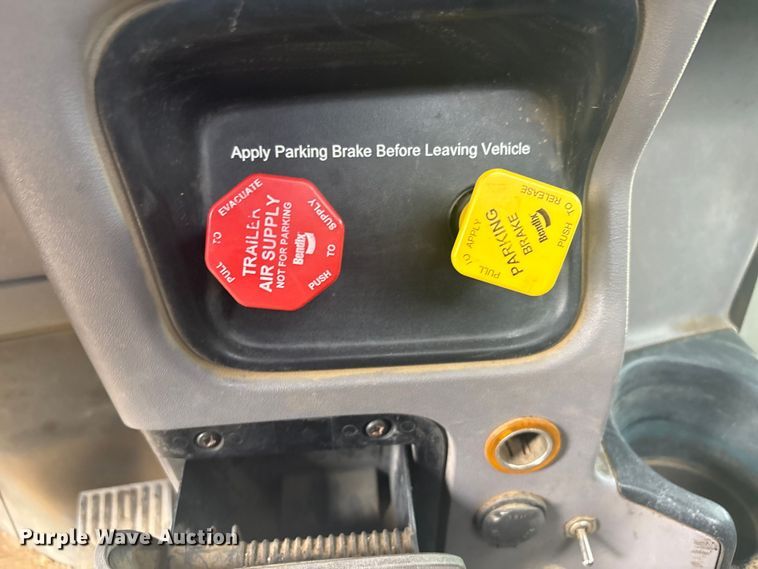 Apply Parking Brake Before Leaving Vehicle
PULL TO EVACUATE
TRAILER
AIR SUPPLY
NOT FOR PARKING
Bendix
PUSH TO SUPPLY
PULL TO APPLY
PARKING
BRAKE
Bendix
PUSH TO RELEASE
Purple Wave Auction